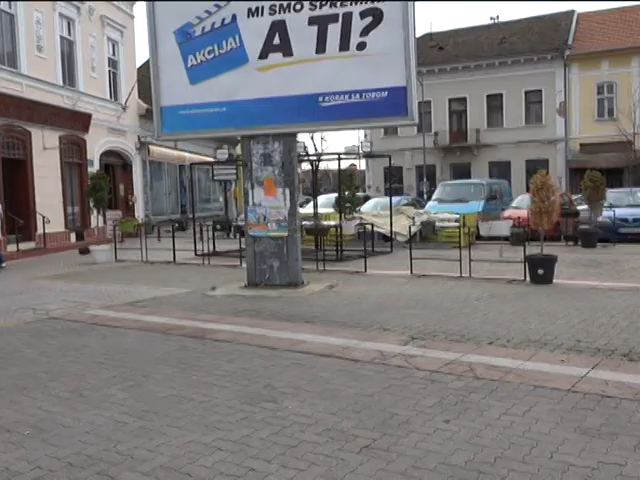 MI SMO SPREMNI
AKCIJA!
A TI?
U KORAK SA TOBOM